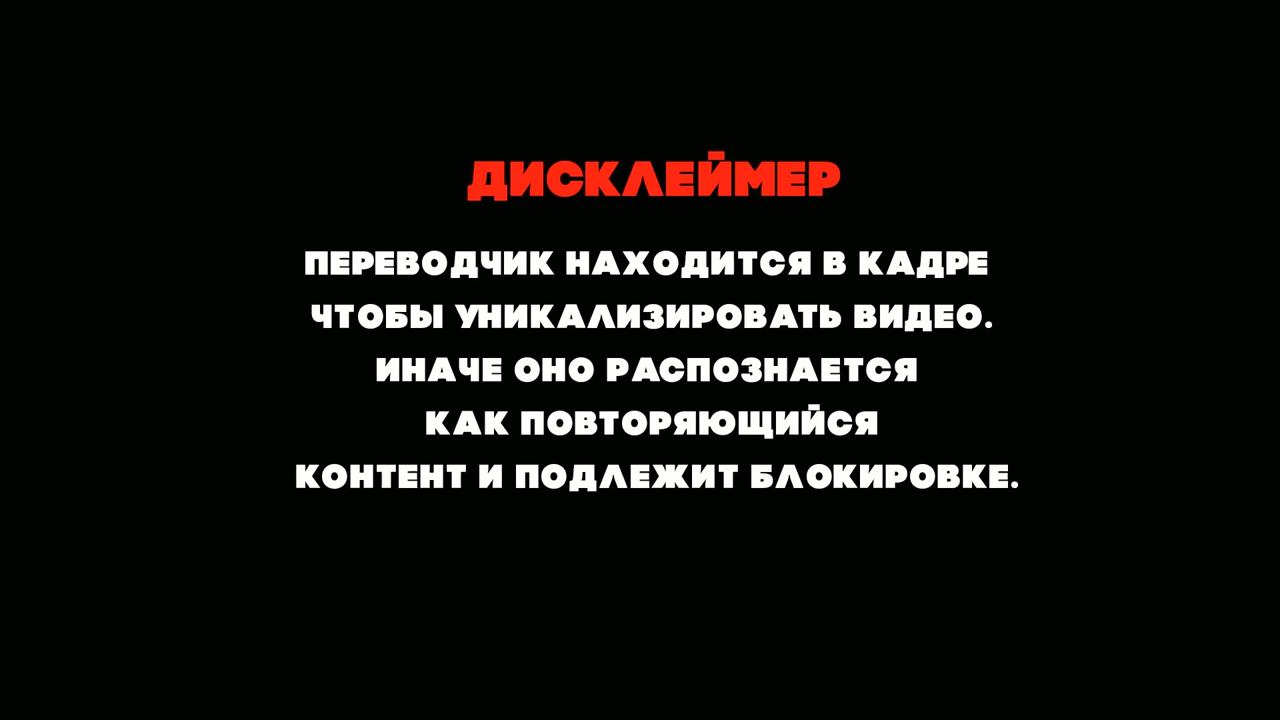 ДИСКЛЕЙМЕР
ПЕРЕВОДЧИК НАХОДИТСЯ В КАДРЕ
ЧТОБЫ УНИКАЛИЗИРОВАТЬ ВИДЕО.
ИНАЧЕ ОНО РАСПОЗНАЕТСЯ
КАК ПОВТОРЯЮЩИЙСЯ
КОНТЕНТ И ПОДЛЕЖИТ БЛОКИРОВКЕ.